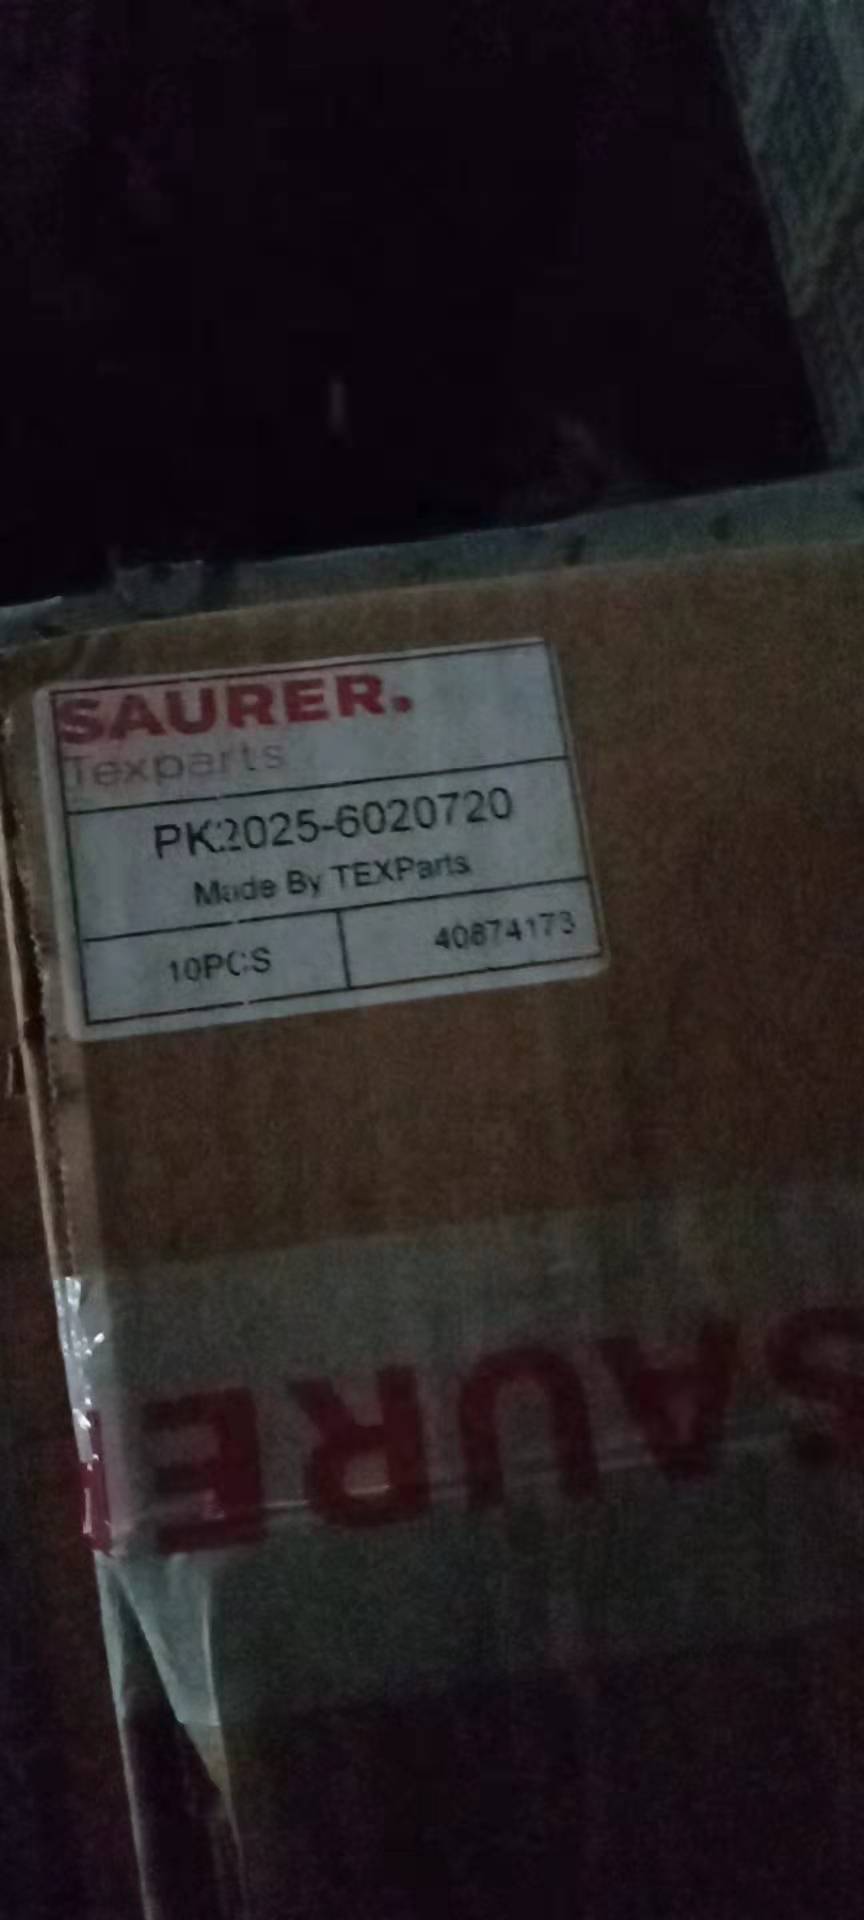 SAURER.
Texparts
PK2025-6020720
Made By TEXParts
10PCS
40874173
SAURE